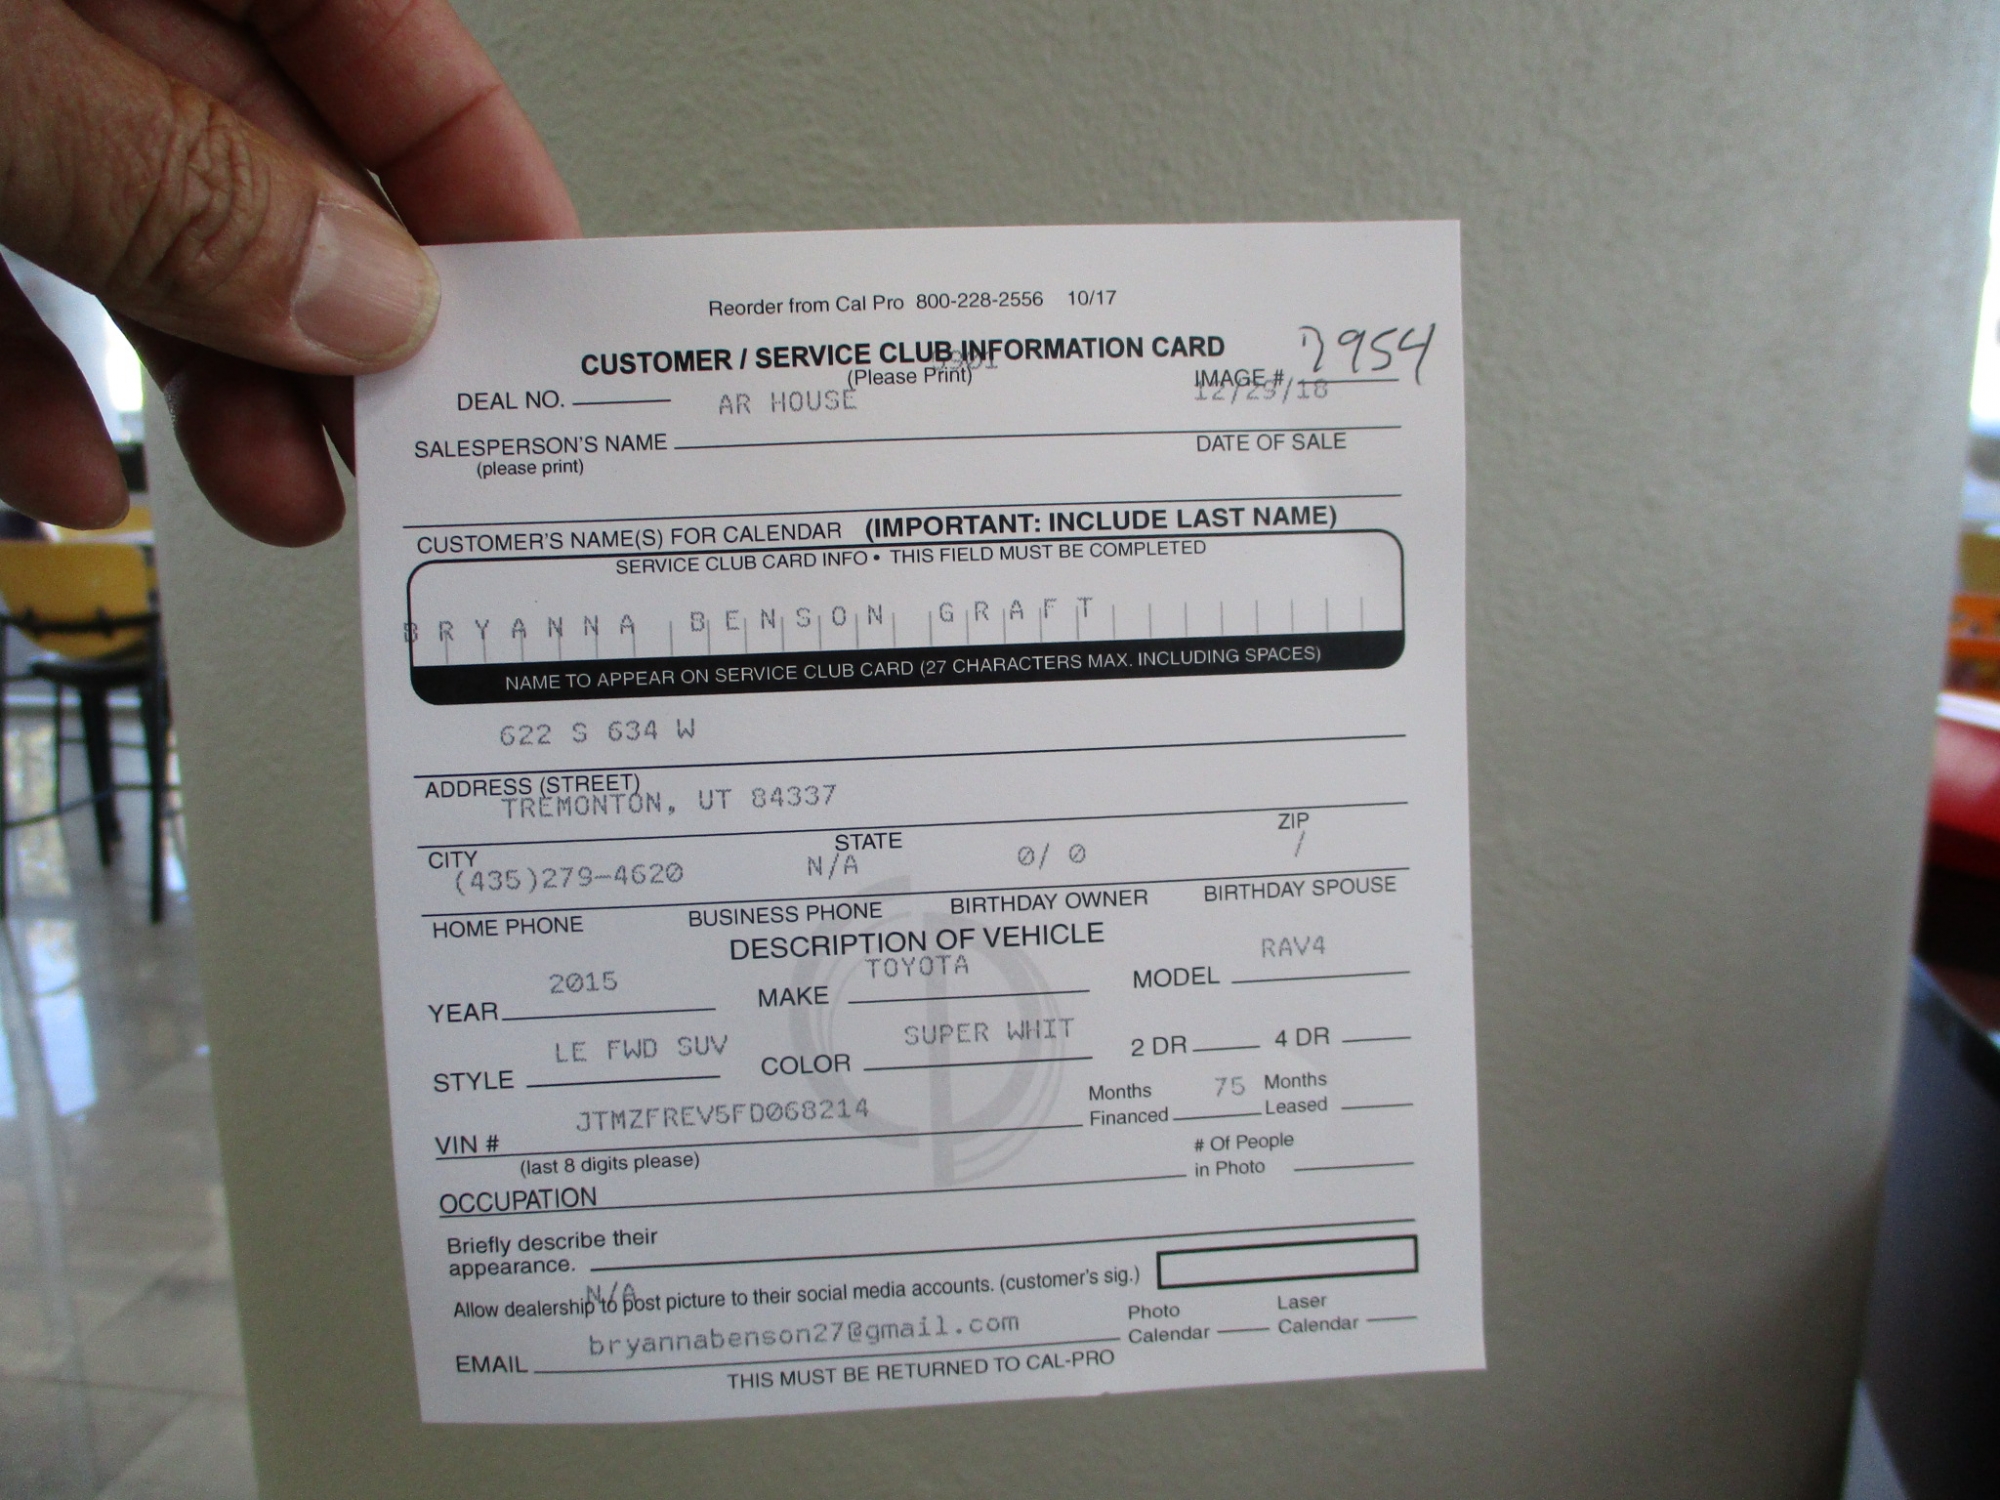 Reorder from Cal Pro 800-228-2556 10/17
CUSTOMER / SERVICE CLUB INFORMATION CARD
(Please Print)
IMAGE # 7954
DEAL NO.
AR HOUSE 12/29/18
SALESPERSON'S NAME DATE OF SALE
(please print)
CUSTOMER'S NAME(S) FOR CALENDAR (IMPORTANT: INCLUDE LAST NAME)
SERVICE CLUB CARD INFO • THIS FIELD MUST BE COMPLETED
BRYANNA BENSON GRAFT
NAME TO APPEAR ON SERVICE CLUB CARD (27 CHARACTERS MAX. INCLUDING SPACES)
622 S 634 W
ADDRESS (STREET)
TREMONTON, UT 84337
CITY STATE ZIP
(435)279-4620 N/A 0/ 0 /
HOME PHONE BUSINESS PHONE BIRTHDAY OWNER BIRTHDAY SPOUSE
DESCRIPTION OF VEHICLE
YEAR 2015 MAKE TOYOTA MODEL RAV4
STYLE LE FWD SUV COLOR SUPER WHIT 2 DR 4 DR
VIN # JTMZFREV5FD068214 Months Financed 75 Months Leased
(last 8 digits please)
OCCUPATION # Of People in Photo
Briefly describe their
appearance.
N/A
Allow dealership to post picture to their social media accounts. (customer's sig.)
EMAIL bryannabenson27@gmail.com Photo Calendar Laser Calendar
THIS MUST BE RETURNED TO CAL-PRO